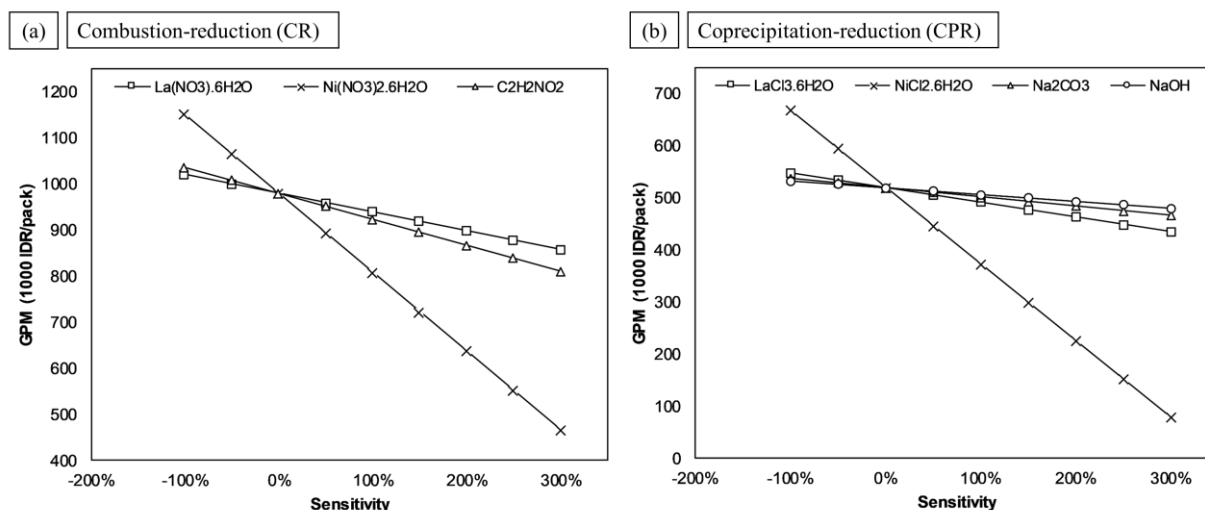 (a) Combustion-reduction (CR)
La(NO3).6H2O Ni(NO3)2.6H2O C2H2NO2
1200
1100
1000
900
800
700
600
500
400
GPM (1000 IDR/pack)
-200% -100% 0% 100% 200% 300%
Sensitivity
(b) Coprecipitation-reduction (CPR)
LaCl3.6H2O NiCl2.6H2O Na2CO3 NaOH
700
600
500
400
300
200
100
0
GPM (1000 IDR/pack)
-200% -100% 0% 100% 200% 300%
Sensitivity